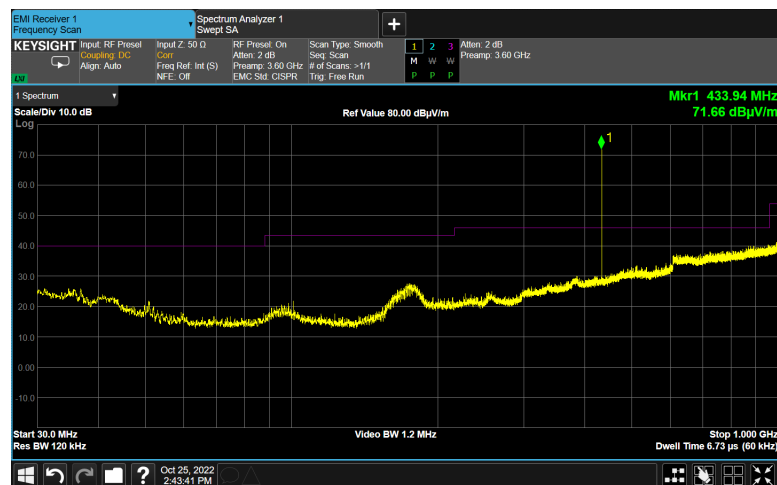 EMI Receiver 1
Frequency Scan
Spectrum Analyzer 1
Swept SA
KEYSIGHT
Input: RF Presel
Coupling: DC
Align: Auto
Input Z: 50 Ω
Corr
Freq Ref: Int (S)
NFE: Off
RF Presel: On
Atten: 2 dB
Preamp: 3.60 GHz
EMC Std: CISPR
Scan Type: Smooth
Seq: Scan
# of Scans: >1/1
Trig: Free Run
1 2 3
M W W
P P P
Atten: 2 dB
Preamp: 3.60 GHz
LXI
1 Spectrum
Mkr1 433.94 MHz
Scale/Div 10.0 dB
Ref Value 80.00 dBµV/m
71.66 dBµV/m
Log
1
70.0
60.0
50.0
40.0
30.0
20.0
10.0
0.00
-10.0
Start 30.0 MHz
Video BW 1.2 MHz
Stop 1.000 GHz
Res BW 120 kHz
Dwell Time 6.73 µs (60 kHz)
?
Oct 25, 2022
2:43:41 PM